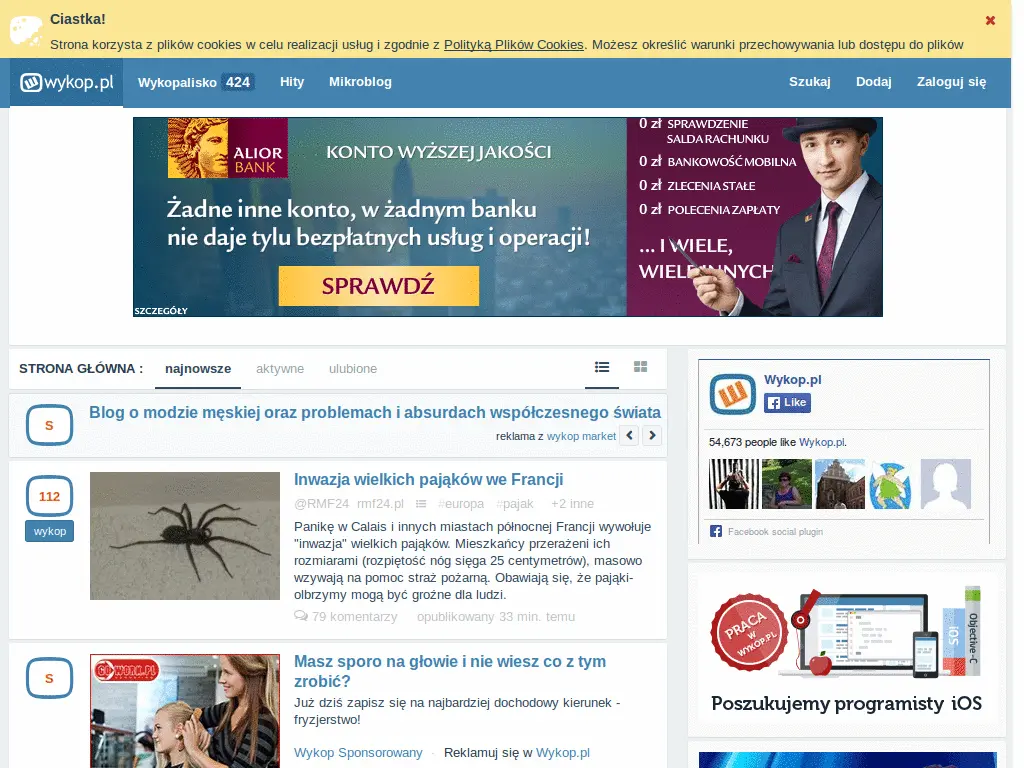 Ciastka!
Strona korzysta z plików cookies w celu realizacji usług i zgodnie z Polityką Plików Cookies. Możesz określić warunki przechowywania lub dostępu do plików
wykop.pl
Wykopalisko 424
Hity
Mikroblog
Szukaj
Dodaj
Zaloguj się
ALIOR
BANK
KONTO WYŻSZEJ JAKOŚCI
Żadne inne konto, w żadnym banku
nie daje tylu bezpłatnych usług i operacji!
SPRAWDŹ
SZCZEGÓŁY
0 zł SPRAWDZENIE
SALDA RACHUNKU
0 zł BANKOWOŚĆ MOBILNA
0 zł ZLECENIA STAŁE
0 zł POLECENIA ZAPŁATY
... I WIELE,
WIELE INNYCH
STRONA GŁÓWNA :
najnowsze
aktywne
ulubione
S
Blog o modzie męskiej oraz problemach i absurdach współczesnego świata
reklama z wykop market
112
wykop
Inwazja wielkich pająków we Francji
@RMF24 rmf24.pl #europa #pajak +2 inne
Panikę w Calais i innych miastach północnej Francji wywołuje
"inwazja" wielkich pająków. Mieszkańcy przerażeni ich
rozmiarami (rozpiętość nóg sięga 25 centymetrów), masowo
wzywają na pomoc straż pożarną. Obawiają się, że pająki-
olbrzymy mogą być groźne dla ludzi.
79 komentarzy opublikowany 33 min. temu
S
GOWORK.PL
Masz sporo na głowie i nie wiesz co z tym
zrobić?
Już dziś zapisz się na najbardziej dochodowy kierunek -
fryzjerstwo!
Wykop Sponsorowany · Reklamuj się w Wykop.pl
Wykop.pl
Like
54,673 people like Wykop.pl.
Facebook social plugin
PRACA
W
WYKOP.PL
iOS
Objective-C
Poszukujemy programisty iOS